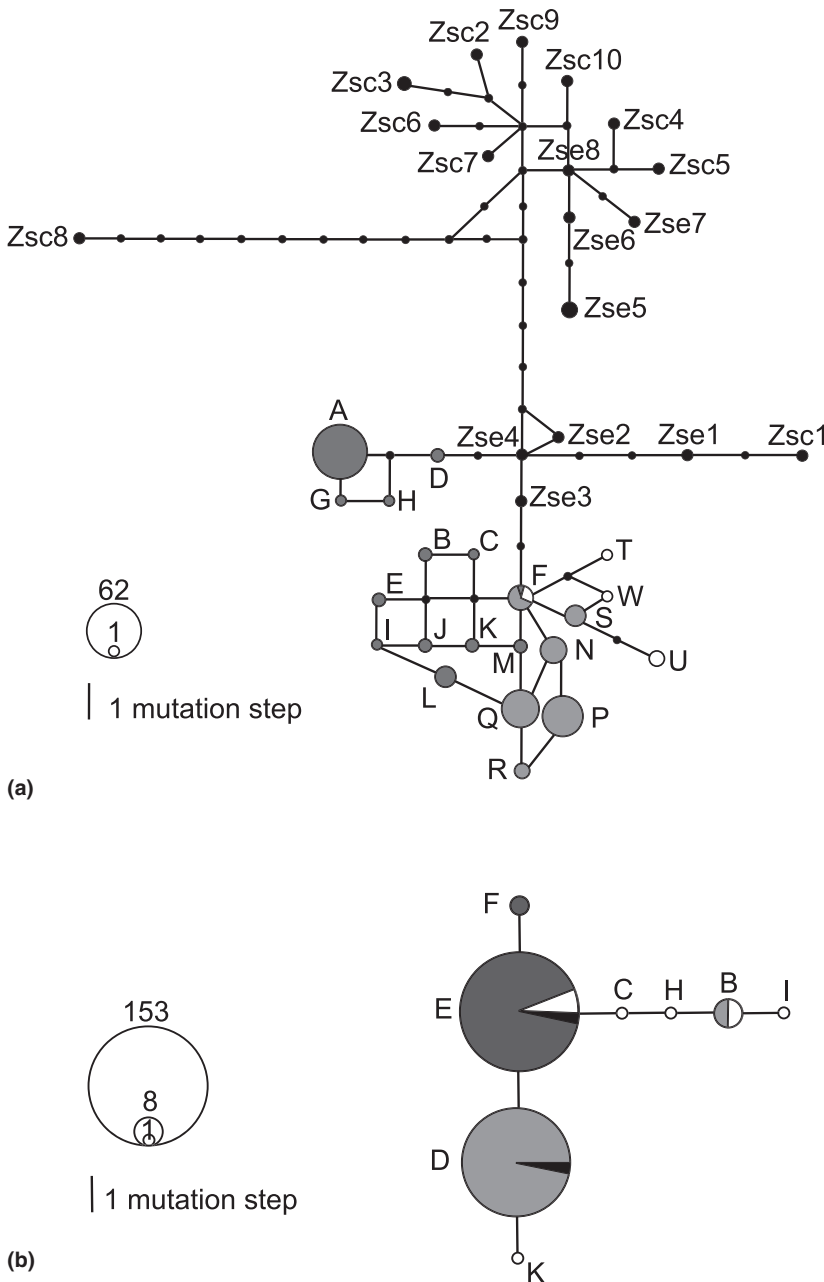 Zsc9
Zsc2
Zsc10
Zsc3
Zsc6
Zsc4
Zse8
Zsc7
Zsc5
Zse7
Zsc8
Zse6
Zse5
A
Zse4
Zse2
Zse1
Zsc1
D
G
H
Zse3
B
C
T
F
62
E
W
S
1
I
J
K
N
U
M
L
1 mutation step
Q
P
R
(a)
F
153
C
H
B
I
E
8
1
D
1 mutation step
(b)
K